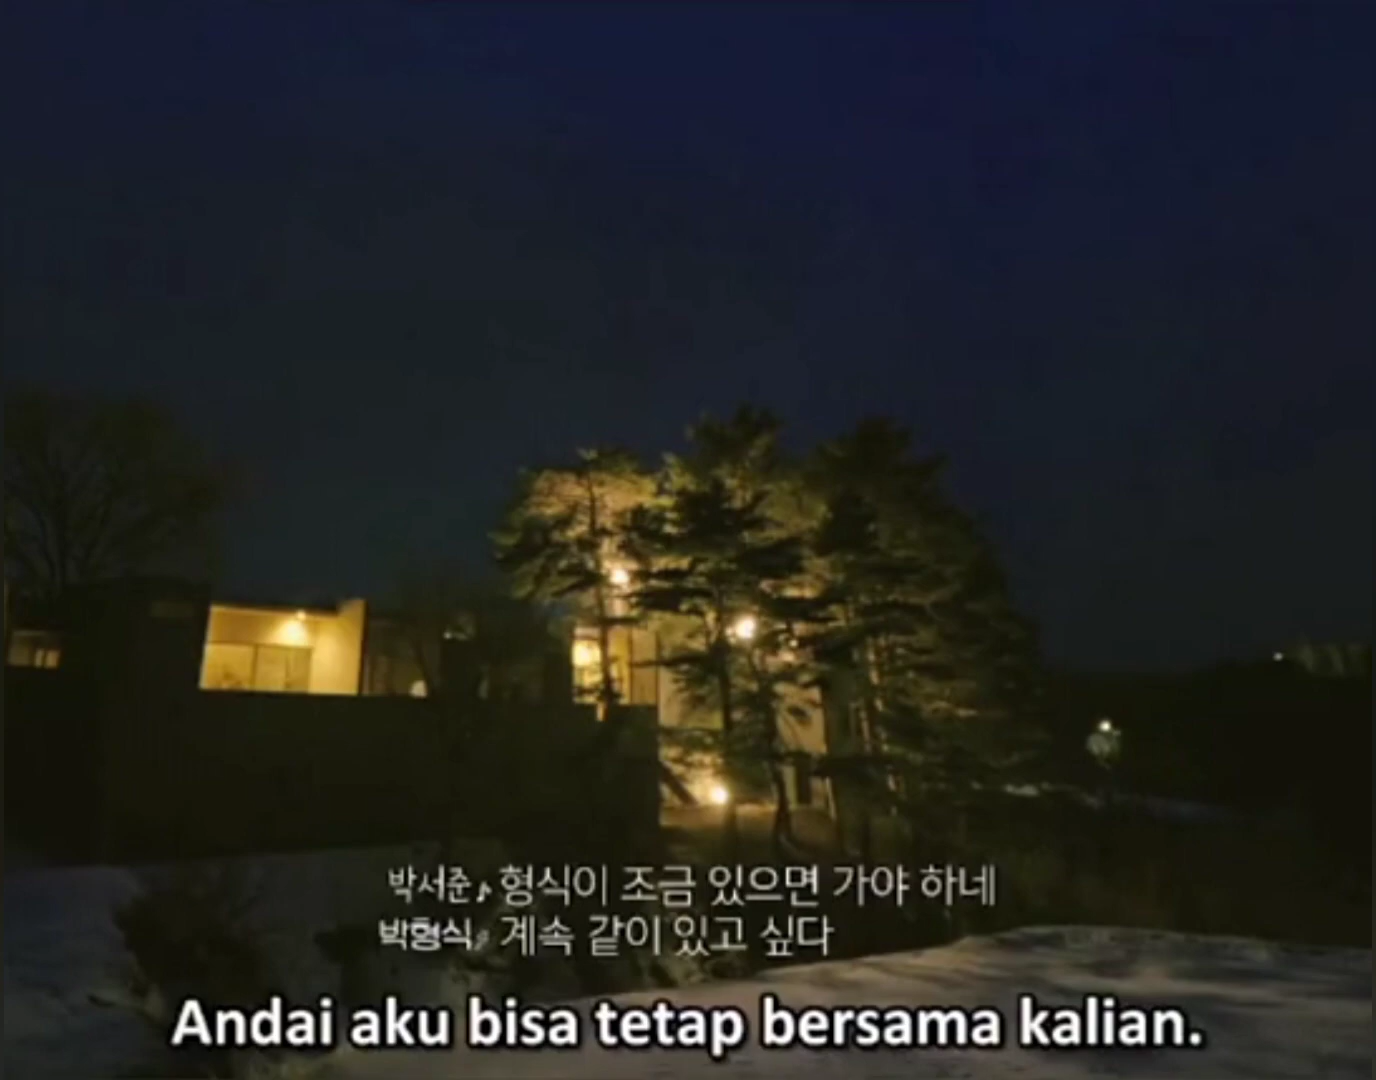 박서준♪ 형식이 조금 있으면 가야 하네
박형식♪ 계속 같이 있고 싶다
Andai aku bisa tetap bersama kalian.